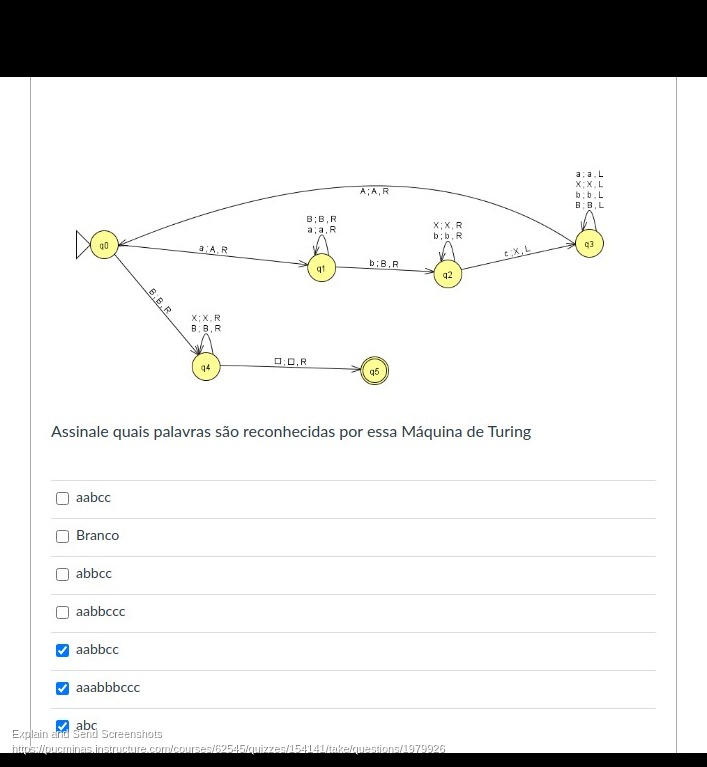 a ; a , L
X ; X , L
b ; b , L
B ; B , L
A ; A , R
B ; B , R
a ; a , R
X ; X , R
b ; b , R
q0
a ; A , R
q1
b ; B , R
q2
c ; X , L
q3
B ; B , R
X ; X , R
B ; B , R
q4
□ ; □ , R
q5
Assinale quais palavras são reconhecidas por essa Máquina de Turing
aabcc
Branco
abbcc
aabbccc
aabbcc
aaabbbccc
abc
Explain and Send Screenshots
https://pucminas.instructure.com/courses/62545/quizzes/154141/take/questions/1979926